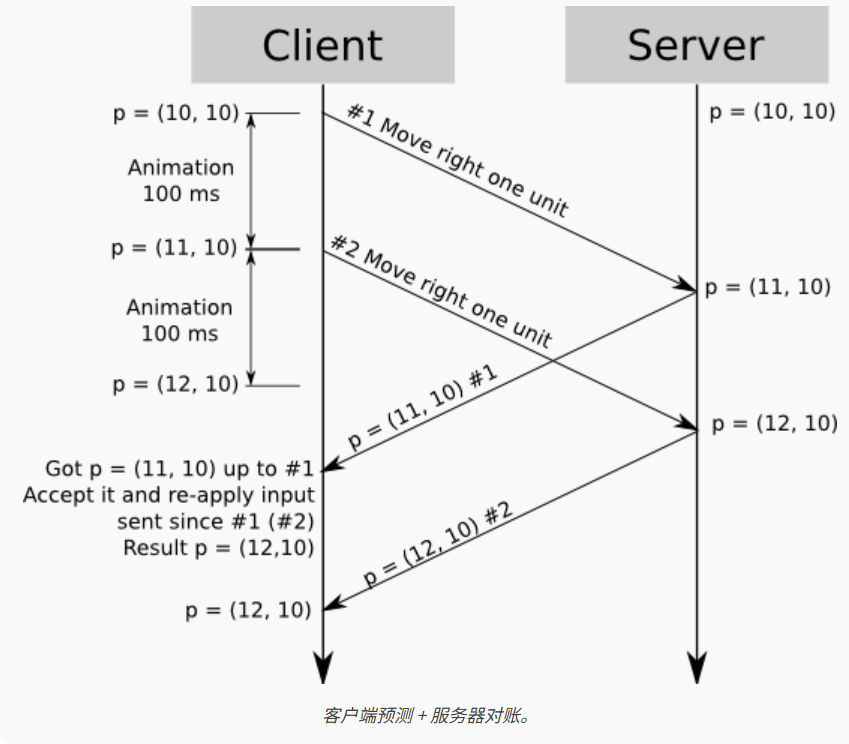 Client
Server
p = (10, 10)
#1 Move right one unit
p = (10, 10)
Animation
100 ms
p = (11, 10)
#2 Move right one unit
p = (11, 10)
Animation
100 ms
p = (12, 10)
p = (11, 10) #1
p = (12, 10)
Got p = (11, 10) up to #1
Accept it and re-apply input
sent since #1 (#2)
Result p = (12,10)
p = (12, 10) #2
p = (12, 10)
客户端预测 + 服务器对账。